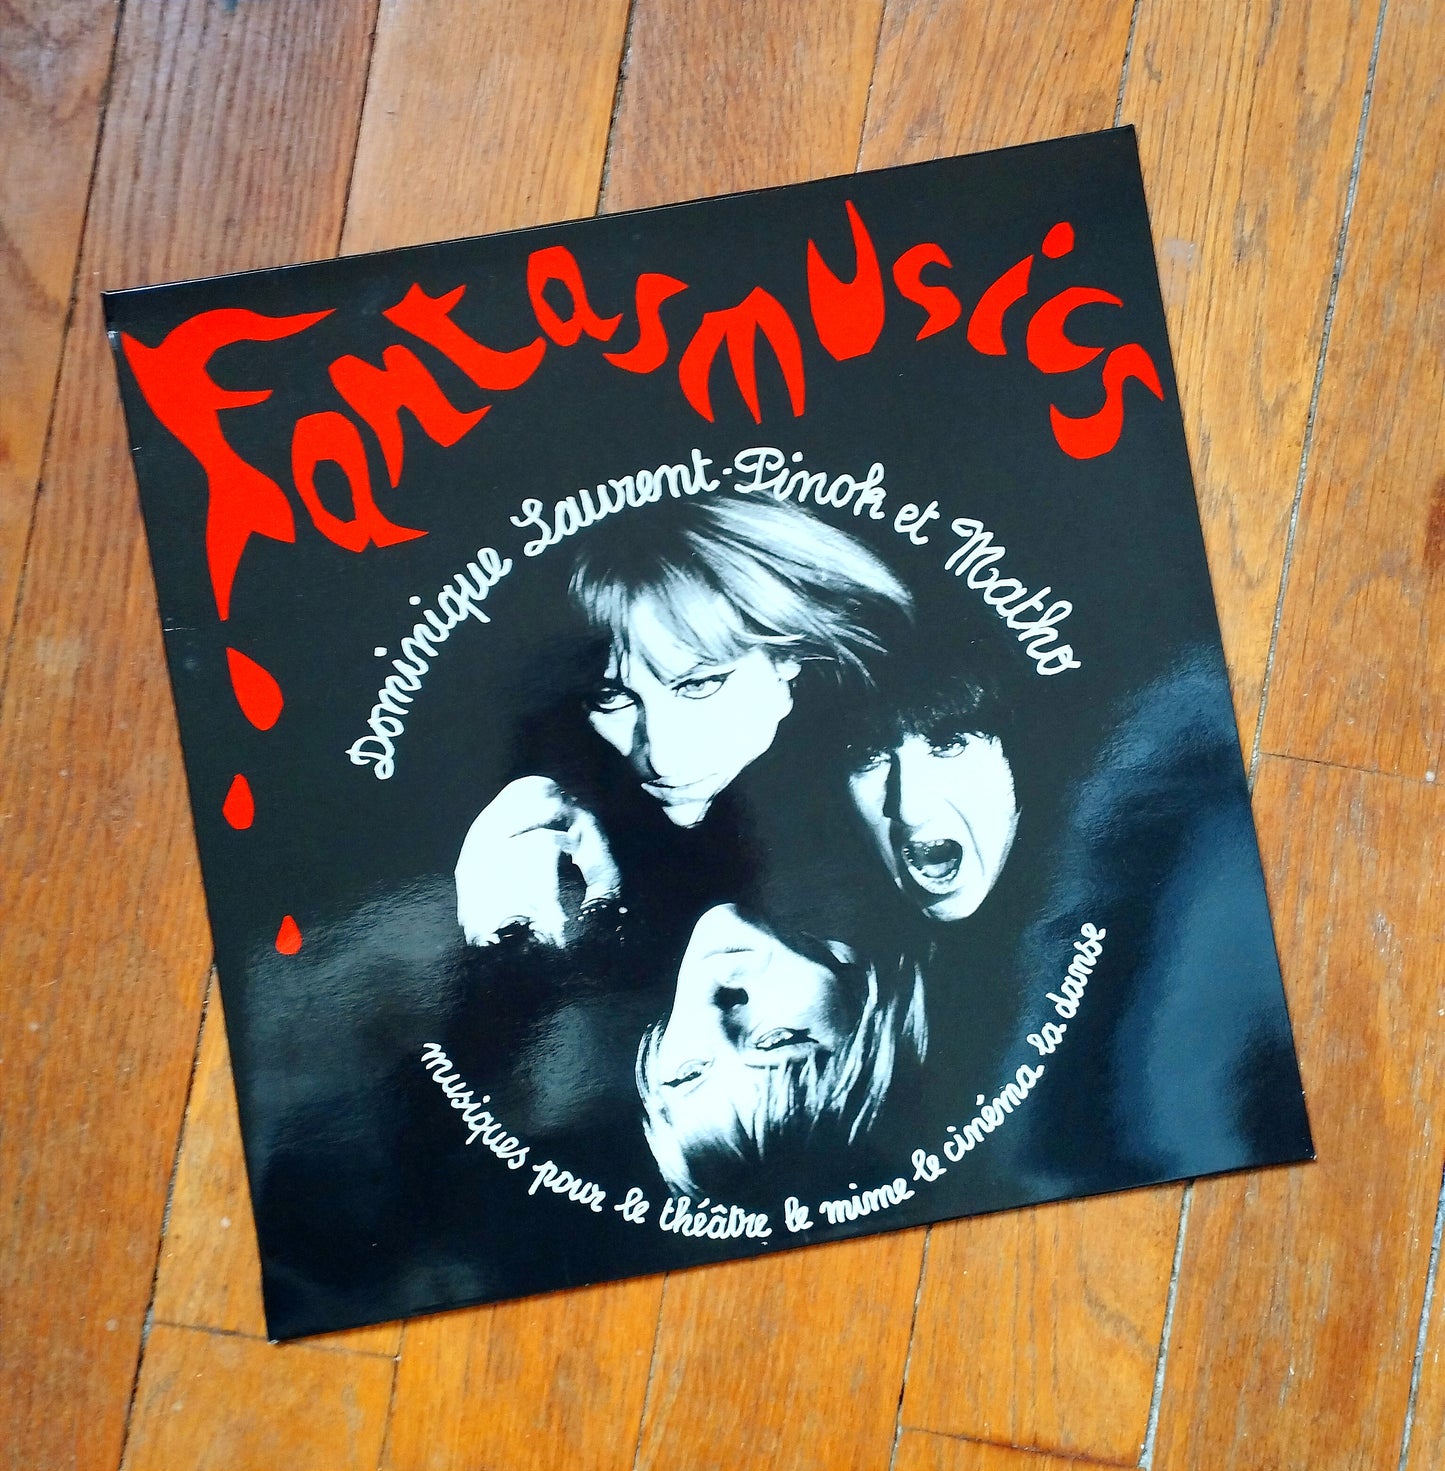 Fantasmusics
Dominique Laurent-Pinok et Matho
musiques pour le théâtre le mime le cinéma la danse